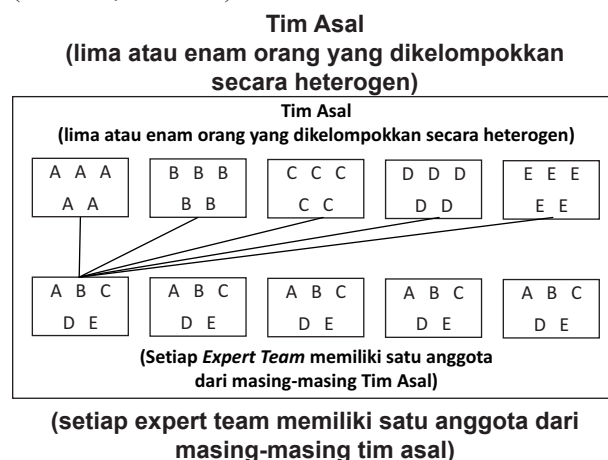 Tim Asal
(lima atau enam orang yang dikelompokkan
secara heterogen)
Tim Asal
(lima atau enam orang yang dikelompokkan secara heterogen)
A A A
A A
B B B
B B
C C C
C C
D D D
D D
E E E
E E
A B C
D E
A B C
D E
A B C
D E
A B C
D E
A B C
D E
(Setiap Expert Team memiliki satu anggota
dari masing-masing Tim Asal)
(setiap expert team memiliki satu anggota dari
masing-masing tim asal)